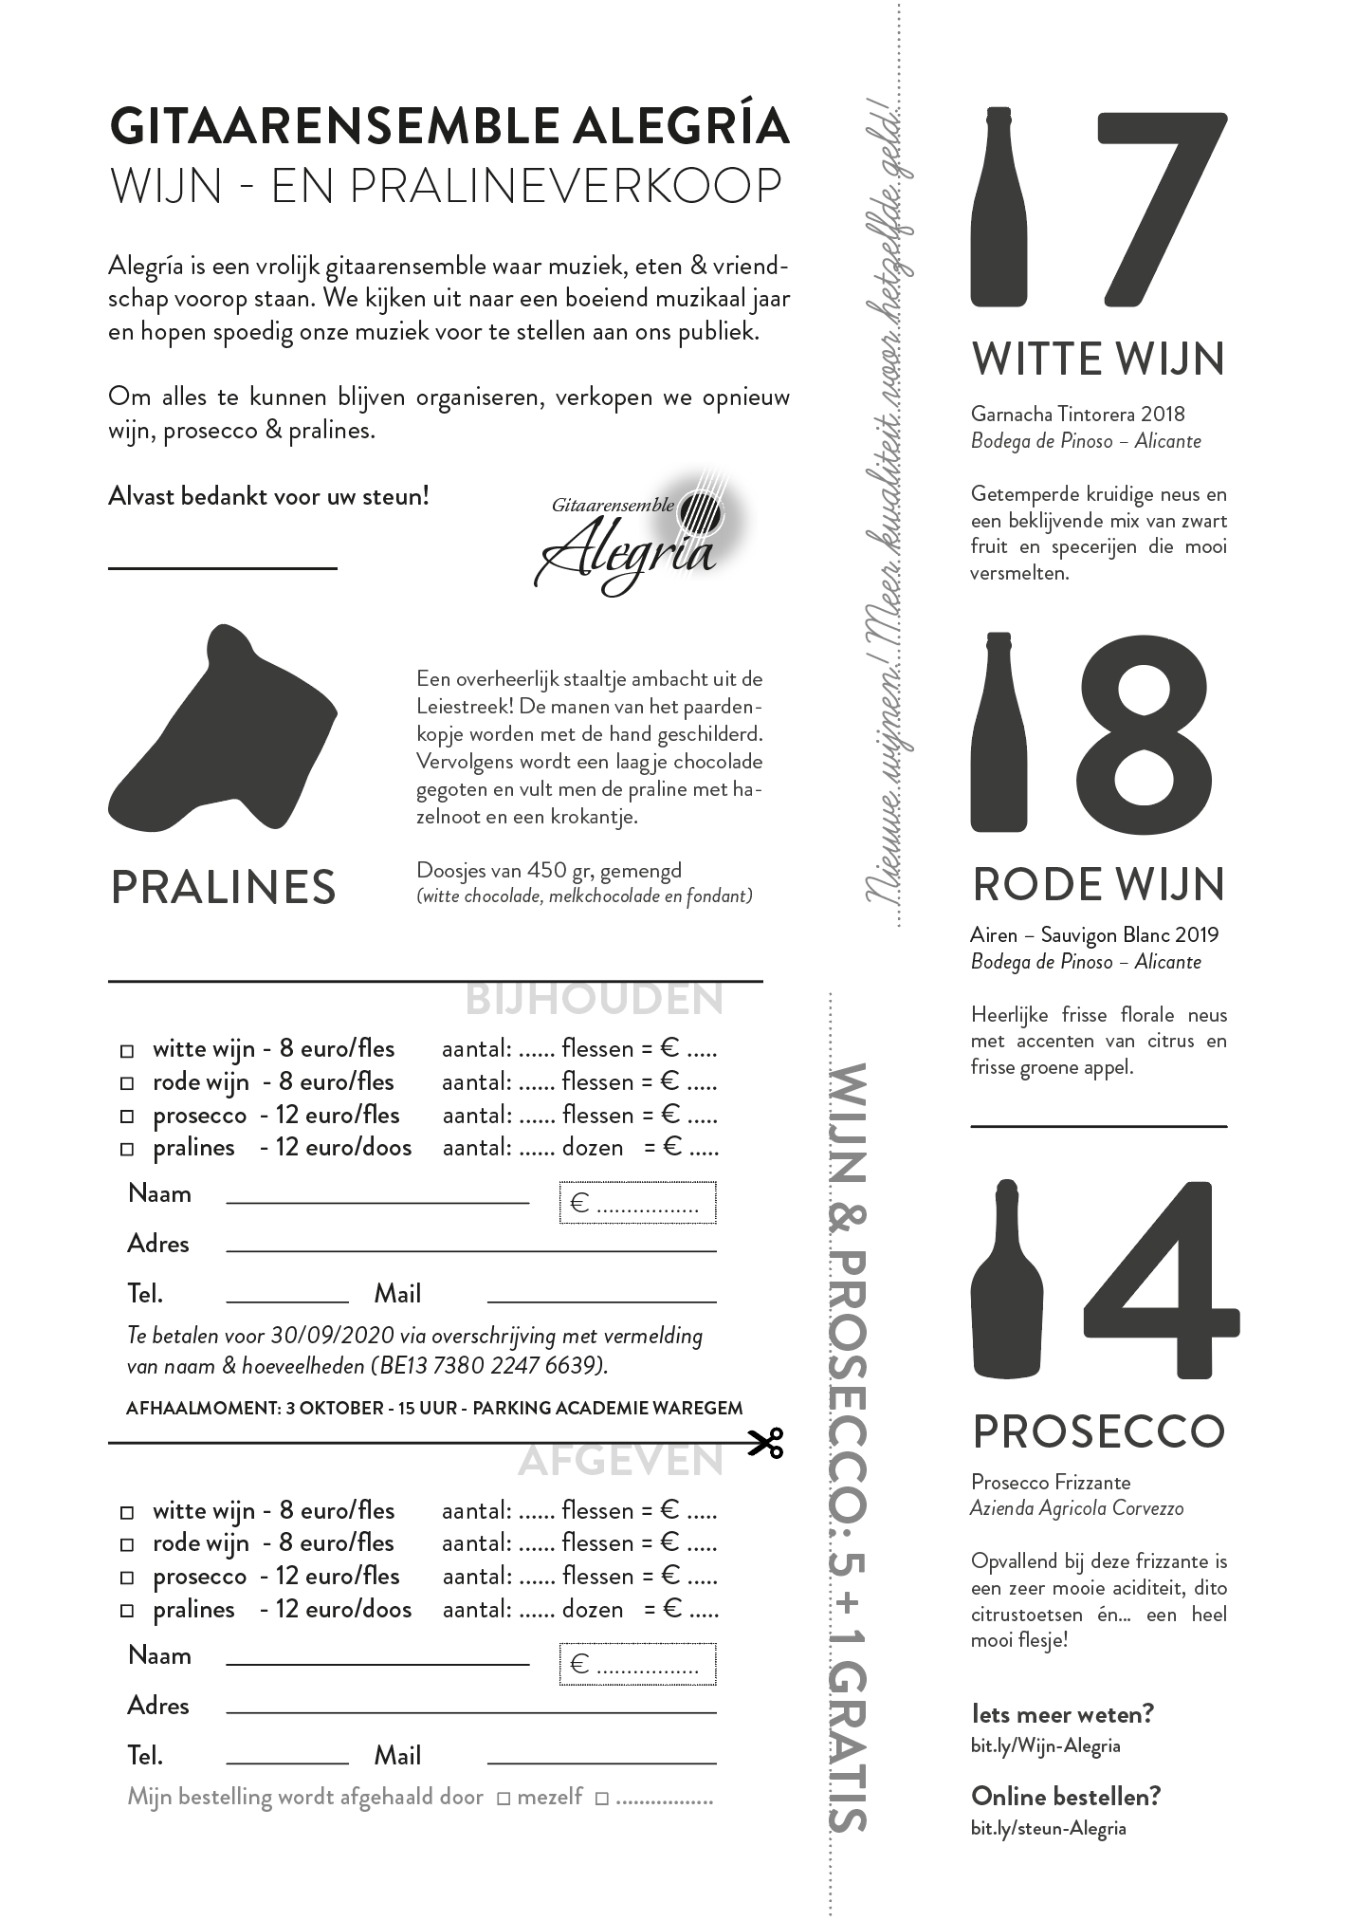 GITAARENSEMBLE ALEGRÍA
WIJN - EN PRALINEVERKOOP
Alegría is een vrolijk gitaarensemble waar muziek, eten & vriend-
schap voorop staan. We kijken uit naar een boeiend muzikaal jaar
en hopen spoedig onze muziek voor te stellen aan ons publiek.
Om alles te kunnen blijven organiseren, verkopen we opnieuw
wijn, prosecco & pralines.
Alvast bedankt voor uw steun!
Gitaarensemble
Alegría
PRALINES
Een overheerlijk staaltje ambacht uit de
Leiestreek! De manen van het paarden-
kopje worden met de hand geschilderd.
Vervolgens wordt een laagje chocolade
gegoten en vult men de praline met ha-
zelnoot en een krokantje.
Doosjes van 450 gr, gemengd
(witte chocolade, melkchocolade en fondant)
Nieuwe wijnen! Meer kwaliteit voor hetzelfde geld!
7
WITTE WIJN
Garnacha Tintorera 2018
Bodega de Pinoso – Alicante
Getemperde kruidige neus en
een beklijvende mix van zwart
fruit en specerijen die mooi
versmelten.
8
RODE WIJN
Airen – Sauvigon Blanc 2019
Bodega de Pinoso – Alicante
Heerlijke frisse florale neus
met accenten van citrus en
frisse groene appel.
4
PROSECCO
Prosecco Frizzante
Azienda Agricola Corvezzo
Opvallend bij deze frizzante is
een zeer mooie aciditeit, dito
citrustoetsen én... een heel
mooi flesje!
Iets meer weten?
bit.ly/Wijn-Alegria
Online bestellen?
bit.ly/steun-Alegria
WIJN & PROSECCO: 5 + 1 GRATIS
BIJHOUDEN
☐ witte wijn - 8 euro/fles aantal: ...... flessen = € .....
☐ rode wijn - 8 euro/fles aantal: ...... flessen = € .....
☐ prosecco - 12 euro/fles aantal: ...... flessen = € .....
☐ pralines - 12 euro/doos aantal: ...... dozen = € .....
Naam € .................
Adres
Tel. Mail
Te betalen voor 30/09/2020 via overschrijving met vermelding
van naam & hoeveelheden (BE13 7380 2247 6639).
AFHAALMOMENT: 3 OKTOBER - 15 UUR - PARKING ACADEMIE WAREGEM
AFGEVEN
☐ witte wijn - 8 euro/fles aantal: ...... flessen = € .....
☐ rode wijn - 8 euro/fles aantal: ...... flessen = € .....
☐ prosecco - 12 euro/fles aantal: ...... flessen = € .....
☐ pralines - 12 euro/doos aantal: ...... dozen = € .....
Naam € .................
Adres
Tel. Mail
Mijn bestelling wordt afgehaald door ☐ mezelf ☐ ................